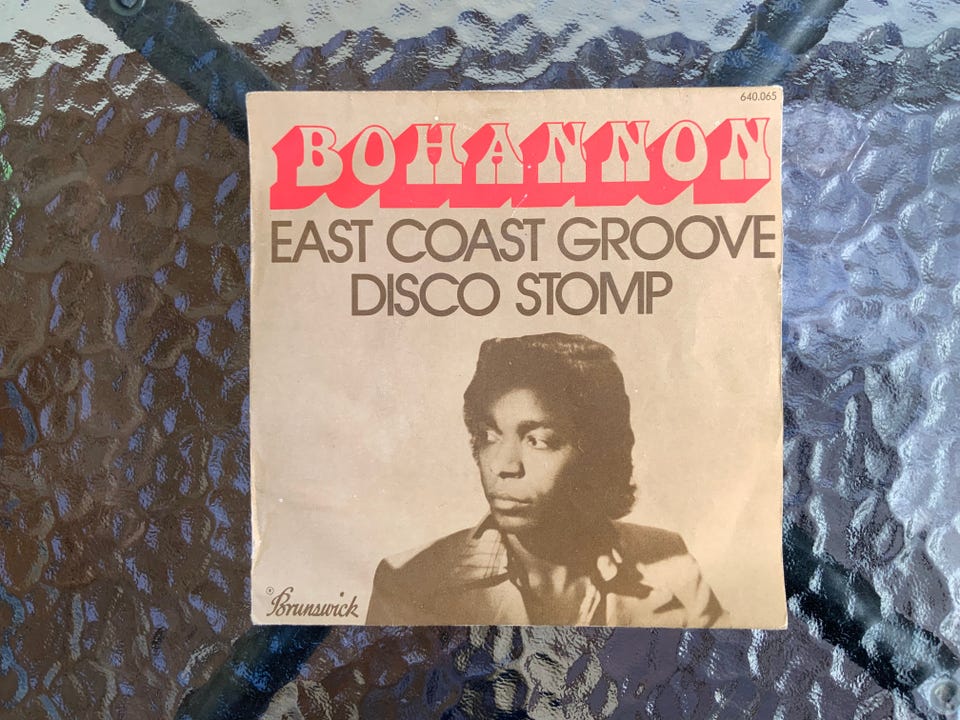 640.065
BOHANNON
EAST COAST GROOVE
DISCO STOMP
Brunswick